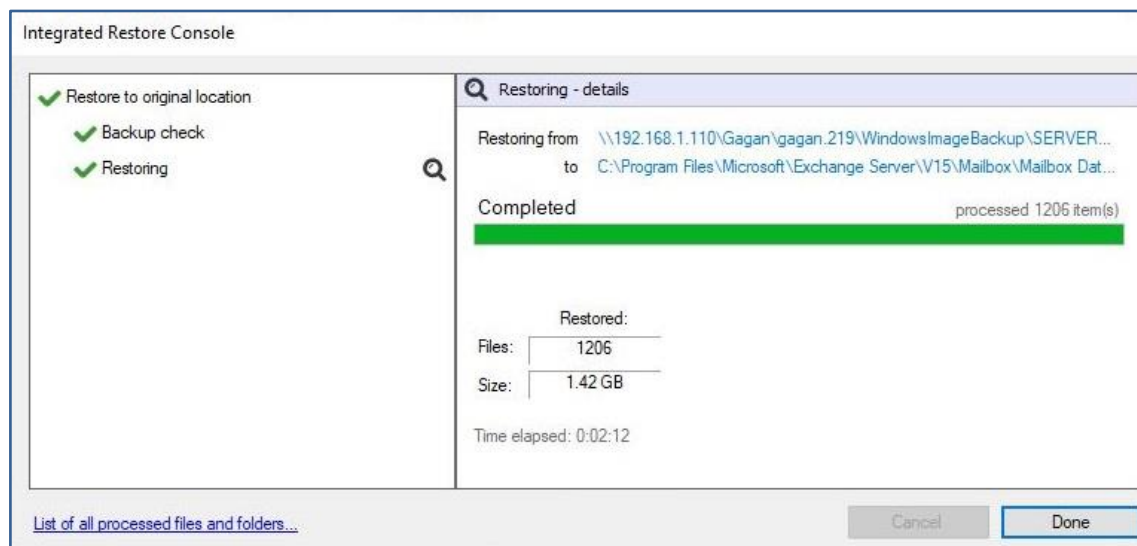 Integrated Restore Console
Restore to original location
Backup check
Restoring
Restoring - details
Restoring from \\192.168.1.110\Gagan\gagan.219\WindowsImageBackup\SERVER...
to C:\Program Files\Microsoft\Exchange Server\V15\Mailbox\Mailbox Dat...
Completed processed 1206 item(s)
Restored:
Files: 1206
Size: 1.42 GB
Time elapsed: 0:02:12
List of all processed files and folders... Cancel Done